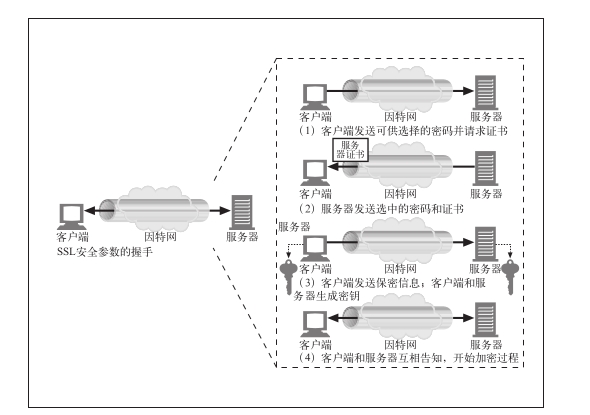 客户端
因特网
服务器
SSL安全参数的握手
客户端
因特网
服务器
（1）客户端发送可供选择的密码并请求证书
服务
器证书
客户端
因特网
服务器
（2）服务器发送选中的密码和证书
服务器
客户端
因特网
服务器
（3）客户端发送保密信息；客户端和服
务器生成密钥
客户端
因特网
服务器
（4）客户端和服务器互相告知，开始加密过程